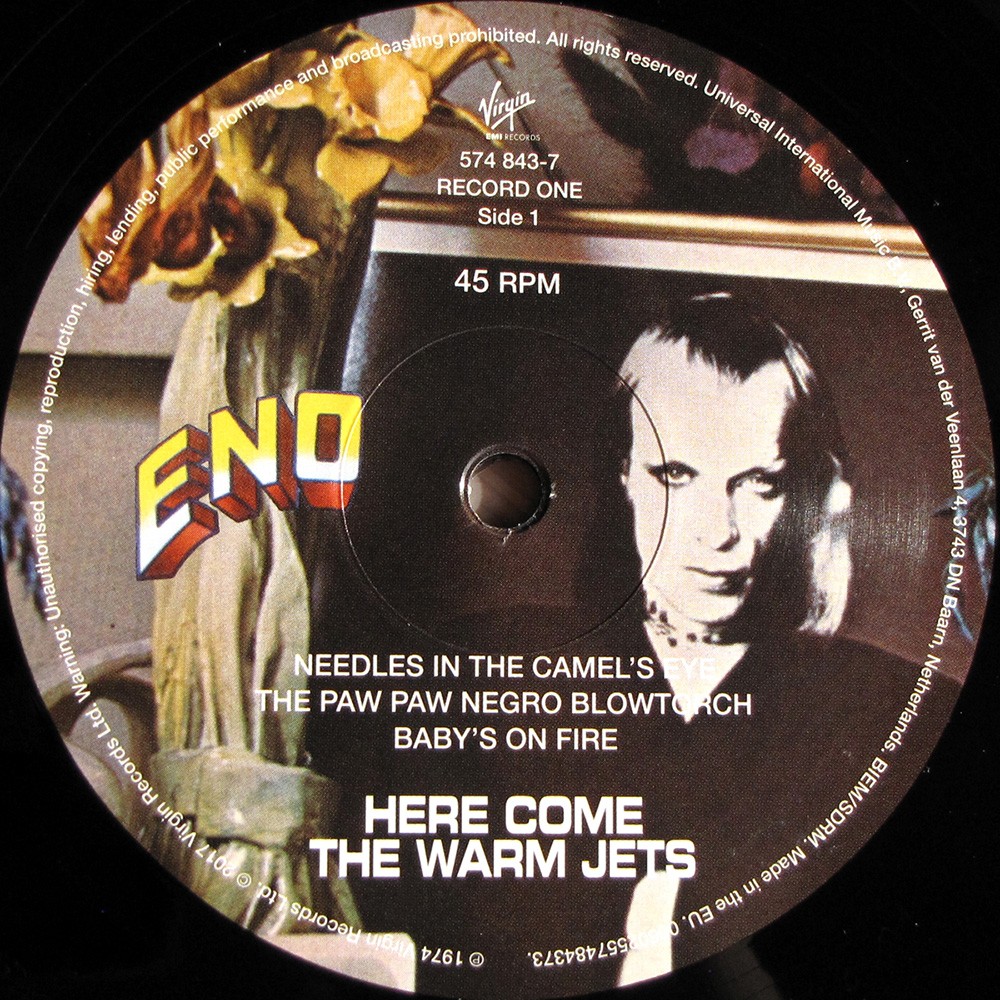 Virgin
EMI RECORDS
574 843-7
RECORD ONE
Side 1
45 RPM
ENO
NEEDLES IN THE CAMEL'S EYE
THE PAW PAW NEGRO BLOWTORCH
BABY'S ON FIRE
HERE COME
THE WARM JETS
℗ 1974 Virgin Records Ltd. © 2017 Virgin Records Ltd. Warning: Unauthorised copying, reproduction, hiring, lending, public performance and broadcasting prohibited. All rights reserved. Universal International Music Gerrit van der Veenlaan 4, 3743 DN Baarn, Netherlands. BIEM/SDRM. Made in the EU.